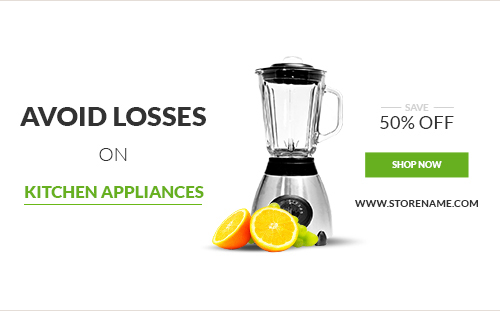 AVOID LOSSES
ON
KITCHEN APPLIANCES
SAVE
50% OFF
SHOP NOW
WWW.STORENAME.COM